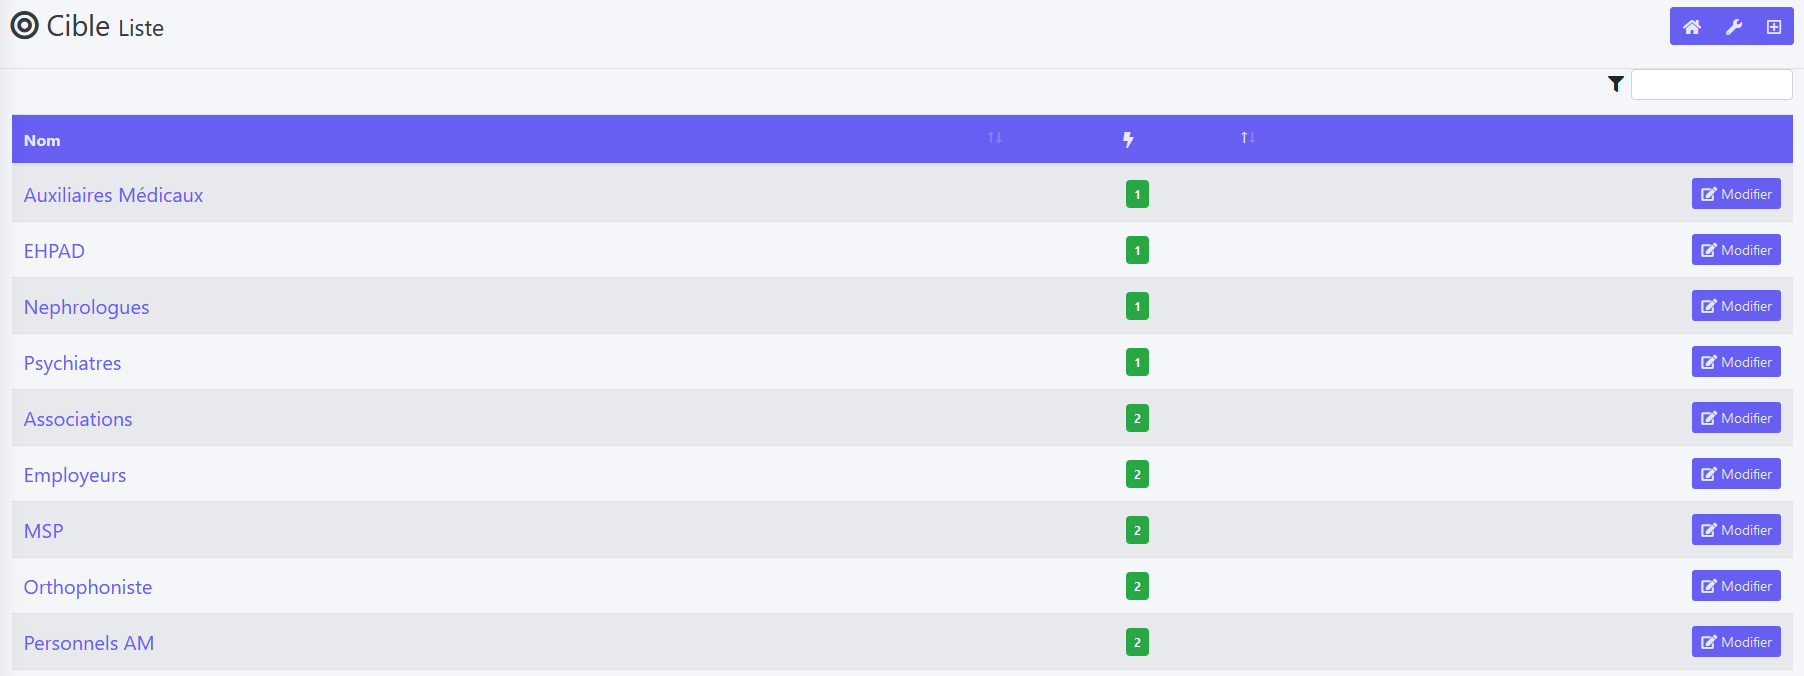 Cible Liste
Nom
Auxiliaires Médicaux 1 Modifier
EHPAD 1 Modifier
Nephrologues 1 Modifier
Psychiatres 1 Modifier
Associations 2 Modifier
Employeurs 2 Modifier
MSP 2 Modifier
Orthophoniste 2 Modifier
Personnels AM 2 Modifier